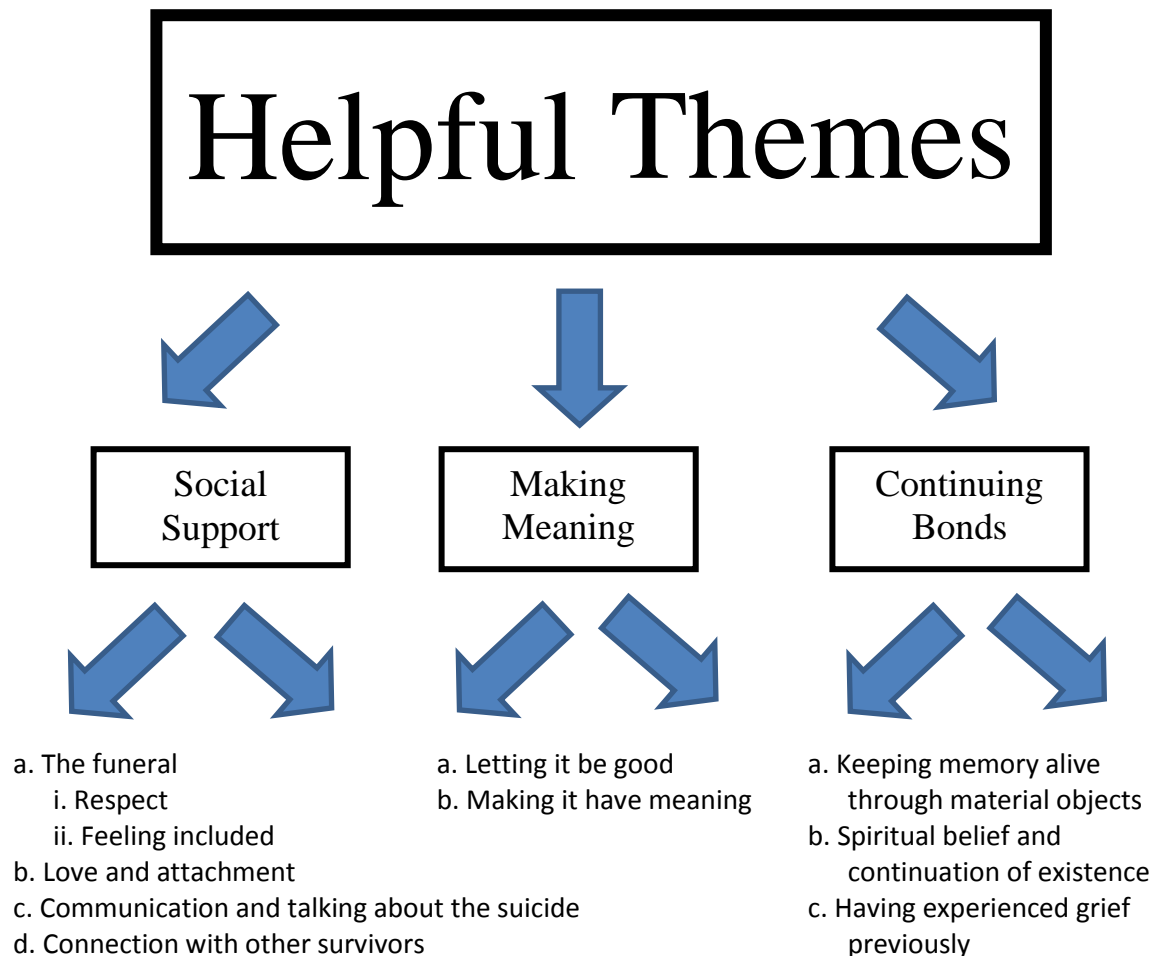 Helpful Themes
Social
Support
Making
Meaning
Continuing
Bonds
a. The funeral
i. Respect
ii. Feeling included
b. Love and attachment
c. Communication and talking about the suicide
d. Connection with other survivors
a. Letting it be good
b. Making it have meaning
a. Keeping memory alive
through material objects
b. Spiritual belief and
continuation of existence
c. Having experienced grief
previously